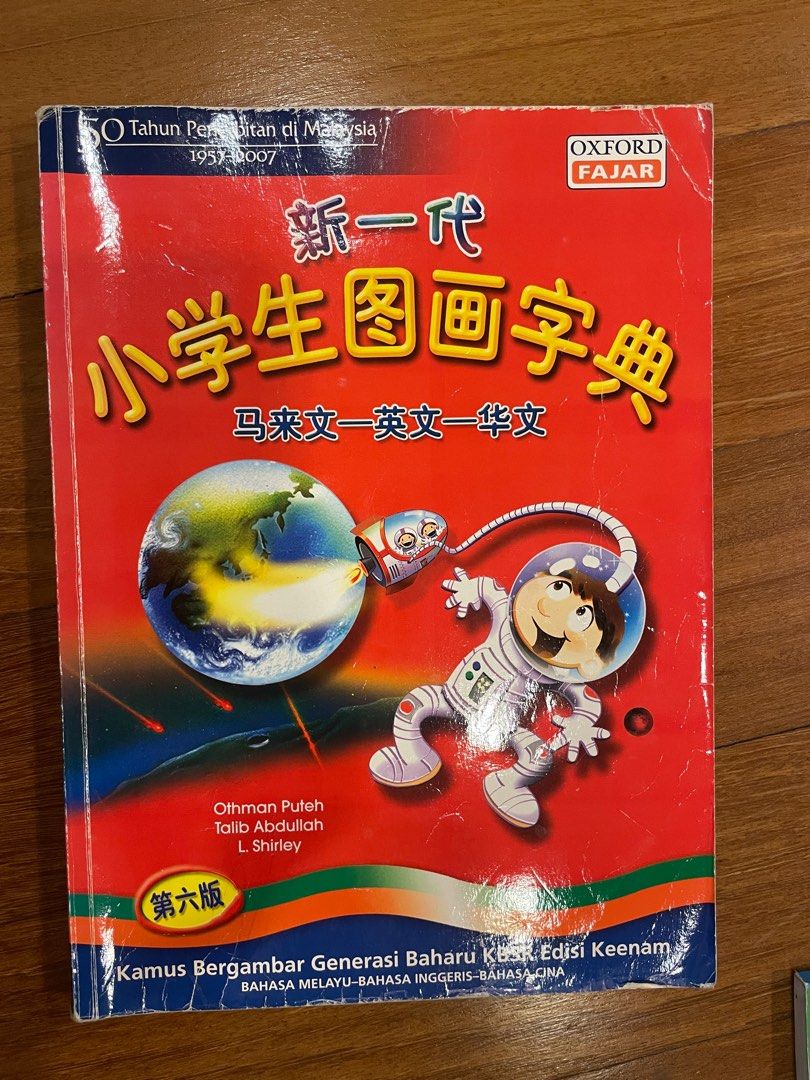 50 Tahun Penerbitan di Malaysia
1957-2007
OXFORD
FAJAR
新一代
小学生图画字典
马来文—英文—华文
Othman Puteh
Talib Abdullah
L. Shirley
第六版
Kamus Bergambar Generasi Baharu KBSR Edisi Keenam
BAHASA MELAYU–BAHASA INGGERIS–BAHASA CINA